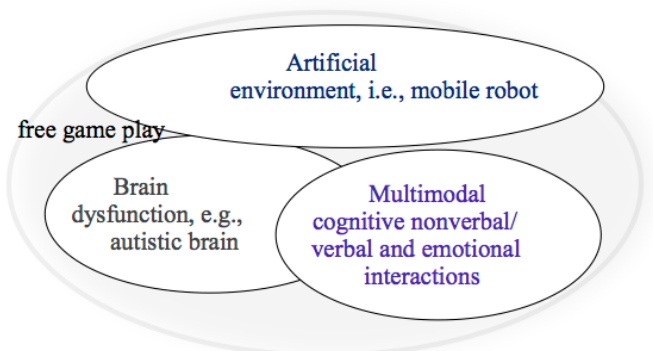 Artificial
environment, i.e., mobile robot
free game play
Brain
dysfunction, e.g.,
autistic brain
Multimodal
cognitive nonverbal/
verbal and emotional
interactions